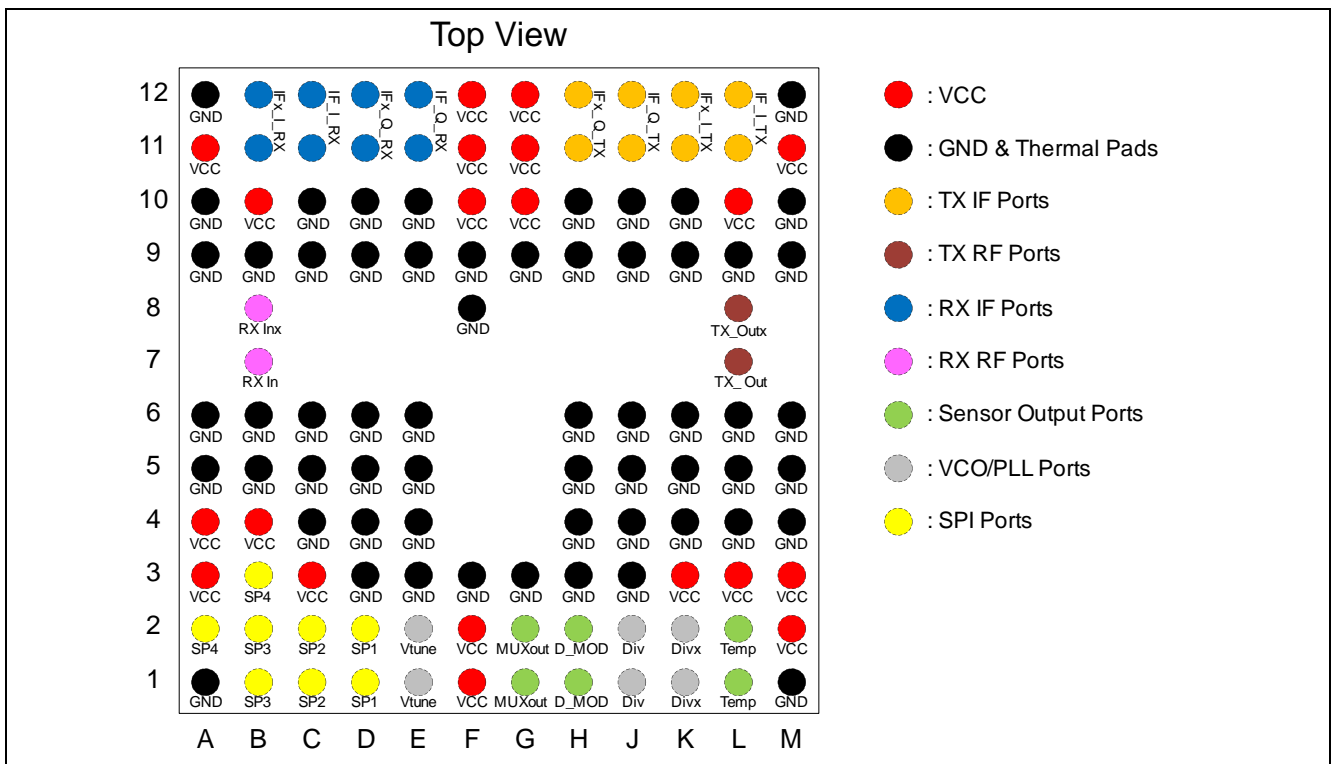 Top View
12
GND
IFx_I_RX
IF_I_RX
IFx_Q_RX
IF_Q_RX
VCC
VCC
IFx_Q_TX
IF_Q_TX
IFx_I_TX
IF_I_TX
GND
11
VCC
VCC
VCC
VCC
10
GND VCC GND GND GND VCC VCC GND GND GND VCC GND
9
GND GND GND GND GND GND GND GND GND GND GND GND
8
RX Inx GND TX_Outx
7
RX In TX_ Out
6
GND GND GND GND GND GND GND GND GND GND
5
GND GND GND GND GND GND GND GND GND GND
4
VCC VCC GND GND GND GND GND GND GND GND
3
VCC SP4 VCC GND GND GND GND GND GND VCC VCC VCC
2
SP4 SP3 SP2 SP1 Vtune VCC MUXout D_MOD Div Divx Temp VCC
1
GND SP3 SP2 SP1 Vtune VCC MUXout D_MOD Div Divx Temp GND
A B C D E F G H J K L M
: VCC
: GND & Thermal Pads
: TX IF Ports
: TX RF Ports
: RX IF Ports
: RX RF Ports
: Sensor Output Ports
: VCO/PLL Ports
: SPI Ports